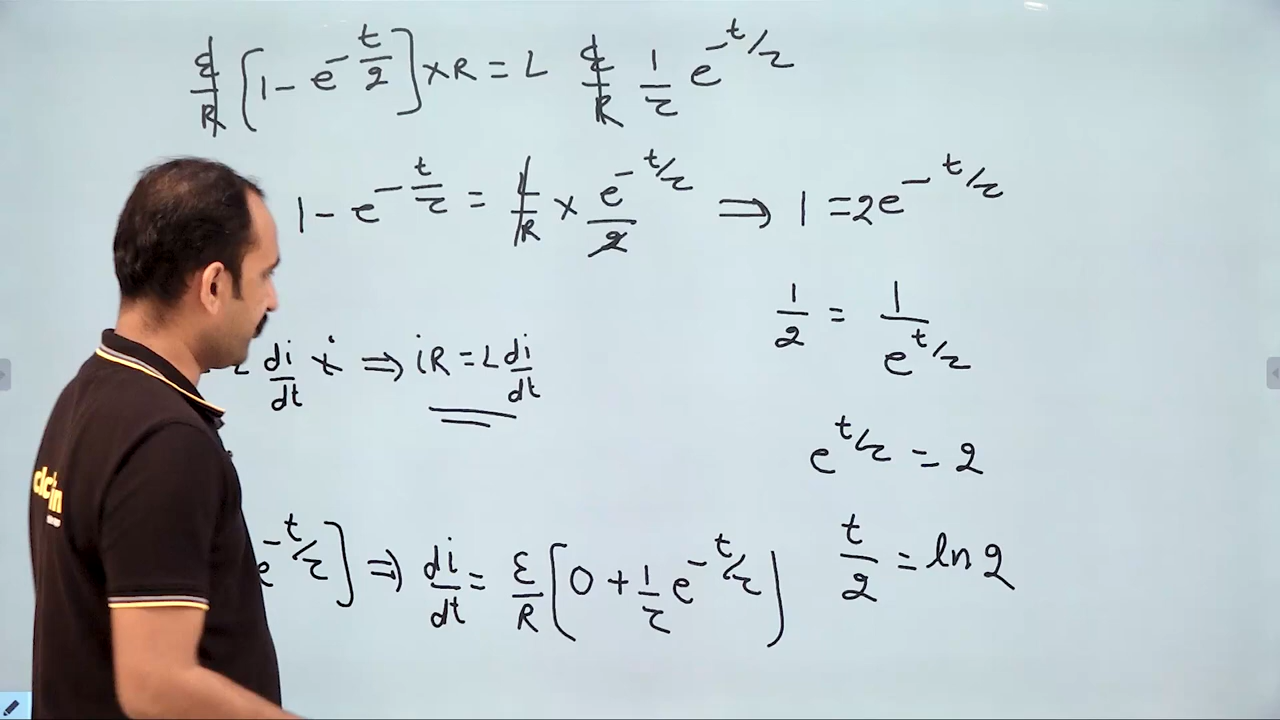 ε/R [1 - e^-t/2] × R = L ε/R 1/τ e^-t/τ
1 - e^-t/τ = L/R × e^-t/τ/2 ⇒ 1 = 2e^-t/τ
1/2 = 1/e^t/τ
di/dt i ⇒ iR = L di/dt
e^t/τ = 2
e^-t/τ] ⇒ di/dt = ε/R [0 + 1/τ e^-t/τ)
t/2 = ln 2